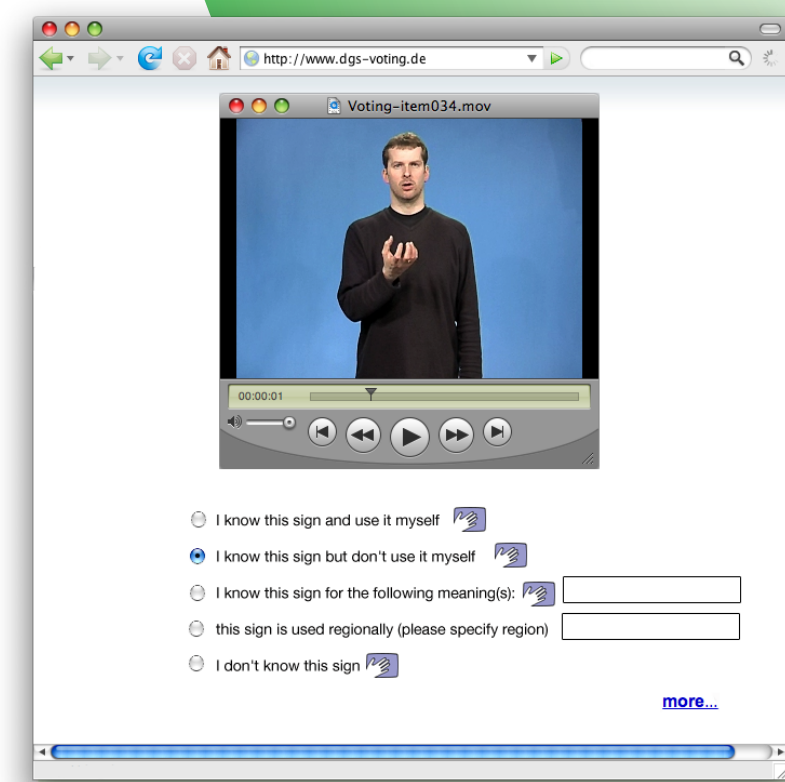 http://www.dgs-voting.de
Voting-item034.mov
00:00:01
I know this sign and use it myself
I know this sign but don't use it myself
I know this sign for the following meaning(s):
this sign is used regionally (please specify region)
I don't know this sign
more...